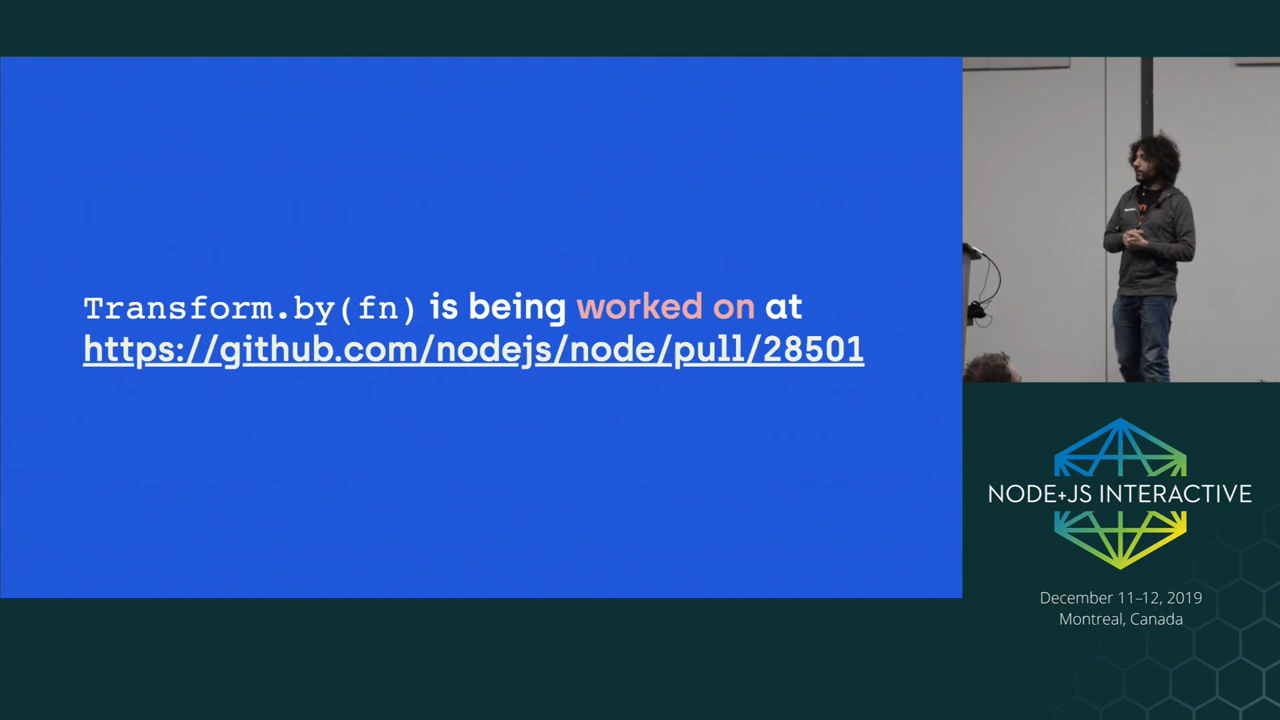 Transform.by(fn) is being worked on at
https://github.com/nodejs/node/pull/28501
NODE+JS INTERACTIVE
December 11–12, 2019
Montreal, Canada